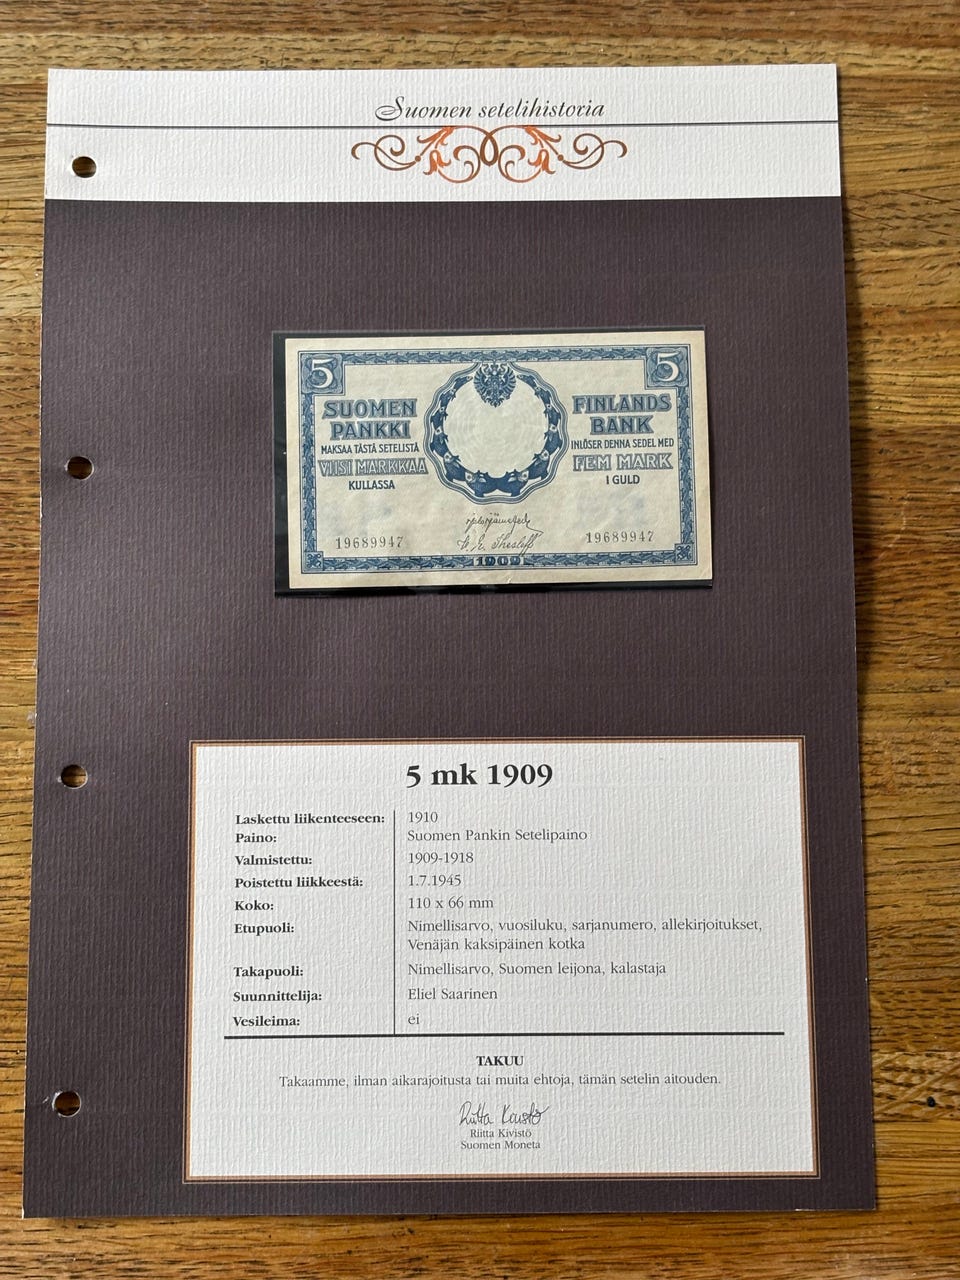 Suomen setelihistoria
5
5
SUOMEN
PANKKI
MAKSAA TÄSTÄ SETELISTÄ
VIISI MARKKAA
KULLASSA
FINLANDS
BANK
INLÖSER DENNA SEDEL MED
FEM MARK
I GULD
19689947
C. E. Thesleff
19689947
1909
5 mk 1909
Laskettu liikenteeseen: 1910
Paino: Suomen Pankin Setelipaino
Valmistettu: 1909-1918
Poistettu liikkeestä: 1.7.1945
Koko: 110 x 66 mm
Etupuoli: Nimellisarvo, vuosiluku, sarjanumero, allekirjoitukset,
Venäjän kaksipäinen kotka
Takapuoli: Nimellisarvo, Suomen leijona, kalastaja
Suunnittelija: Eliel Saarinen
Vesileima: ei
TAKUU
Takaamme, ilman aikarajoitusta tai muita ehtoja, tämän setelin aitouden.
Riitta Kivistö
Riitta Kivistö
Suomen Moneta